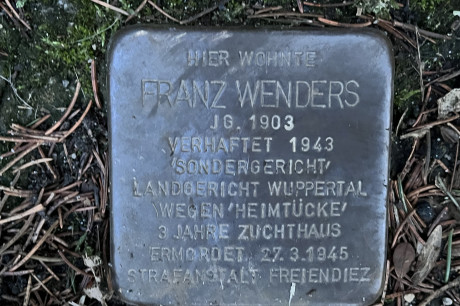 HIER WOHNTE
FRANZ WENDERS
JG. 1903
VERHAFTET 1943
'SONDERGERICHT'
LANDGERICHT WUPPERTAL
WEGEN 'HEIMTÜCKE'
3 JAHRE ZUCHTHAUS
ERMORDET 27.3.1945
STRAFANSTALT FREIENDIEZ